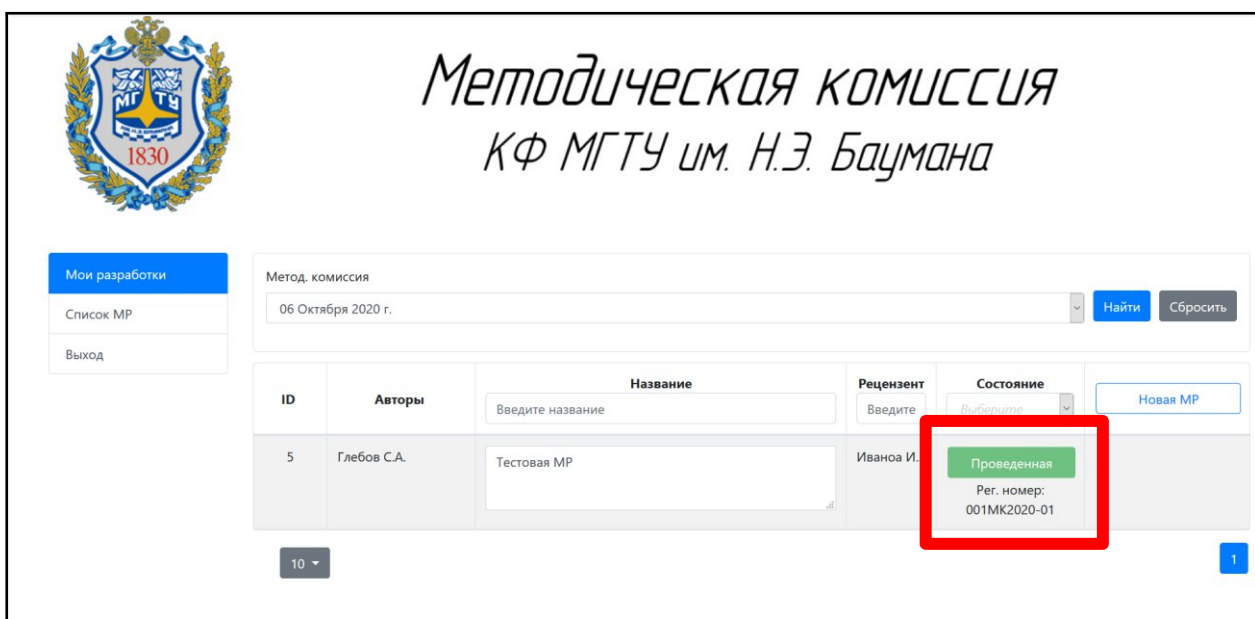 МГТУ
1830
Методическая комиссия
КФ МГТУ им. Н.Э. Баумана
Мои разработки
Список МР
Выход
Метод. комиссия
06 Октября 2020 г.
Найти
Сбросить
ID
Авторы
Название
Введите название
Рецензент
Введите
Состояние
Выберите
Новая МР
5
Глебов С.А.
Тестовая МР
Иваноа И.
Проведенная
Рег. номер:
001МК2020-01
10
1